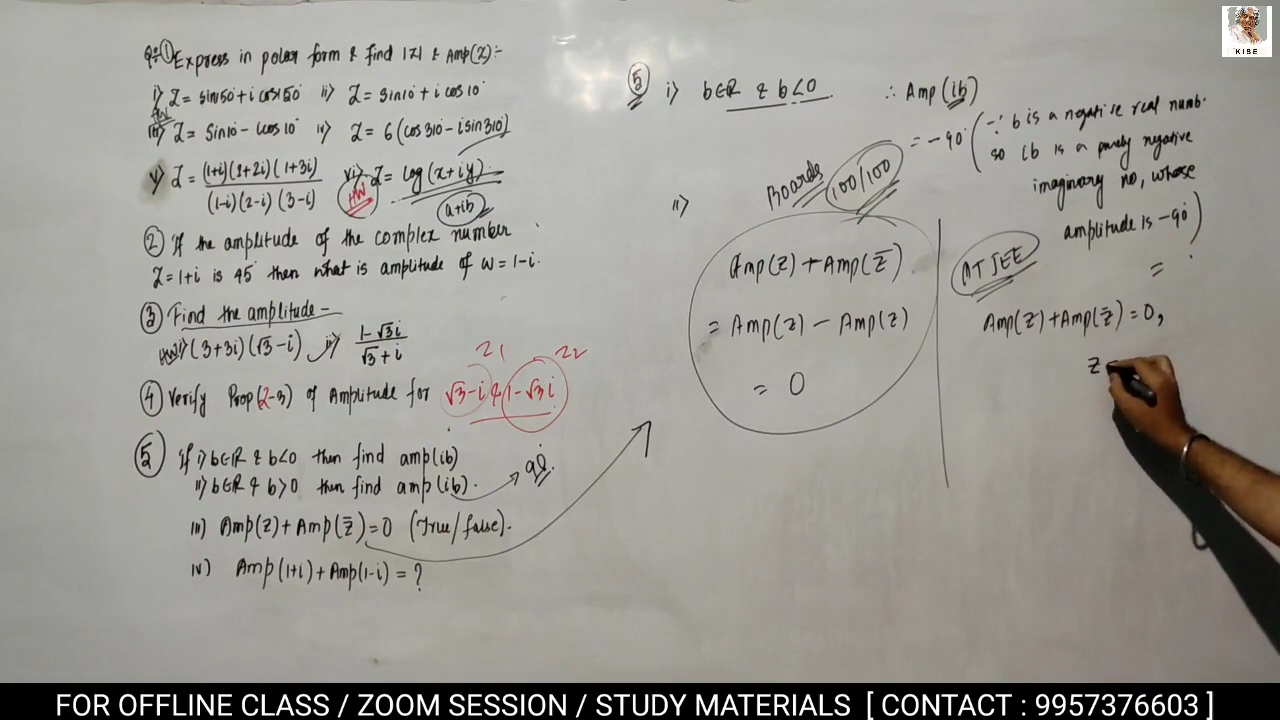 Qs:-① Express in polar form & find |z| & Amp(z):-
i) Z = sin50° + i cos150° ii) Z = sin10° + i cos10°
HW
iii) Z = Sin10° - icos10° iv) Z = 6(cos310° - isin310°)
v) Z = (1+i)(2+2i)(1+3i) / (1-i)(2-i)(3-i) vi) Z = log(x+iy)
HW
a+ib
② If the amplitude of the complex number
Z=1+i is 45° then what is amplitude of w=1-i.
③ Find the amplitude -
HW i) (3+3i)(√3-i) ii) 1-√3i / √3+i
④ Verify Prop(2-3) of Amplitude for √3-i & 1-√3i
Z1 Z2
⑤ If i) b∈R & b<0 then find amp(ib)
ii) b∈R & b>0 then find amp(ib). → 90°
iii) Amp(z) + Amp(z̄) = 0 (True/false).
iv) Amp(1+i) + Amp(1-i) = ?
⑤ i) b∈R & b<0 ∴ Amp(ib)
= -90° (∵ b is a negative real numb.
so ib is a purely negative
imaginary no, whose
amplitude is -90°)
=
ii)
Boards 100/100
Amp(z) + Amp(z̄)
= Amp(z) - Amp(z)
= 0
AT JEE
Amp(z) + Amp(z̄) = 0,
z
KISE
FOR OFFLINE CLASS / ZOOM SESSION / STUDY MATERIALS [ CONTACT : 9957376603 ]